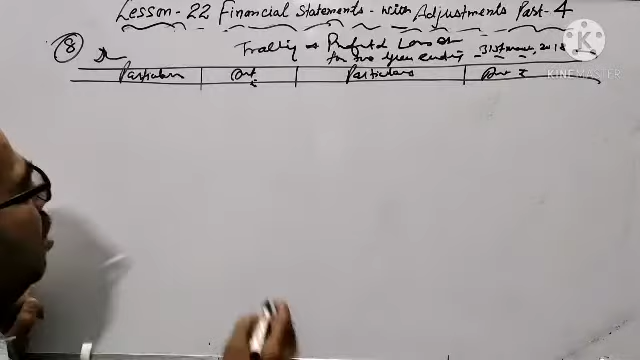 Lesson-22 Financial Statements-with Adjustments Part-4
⑧ Dr Trading & Profit & Loss
for the year ending 31st March, 2018
Particulars Amt Particulars Amt ₹
₹
KINEMASTER